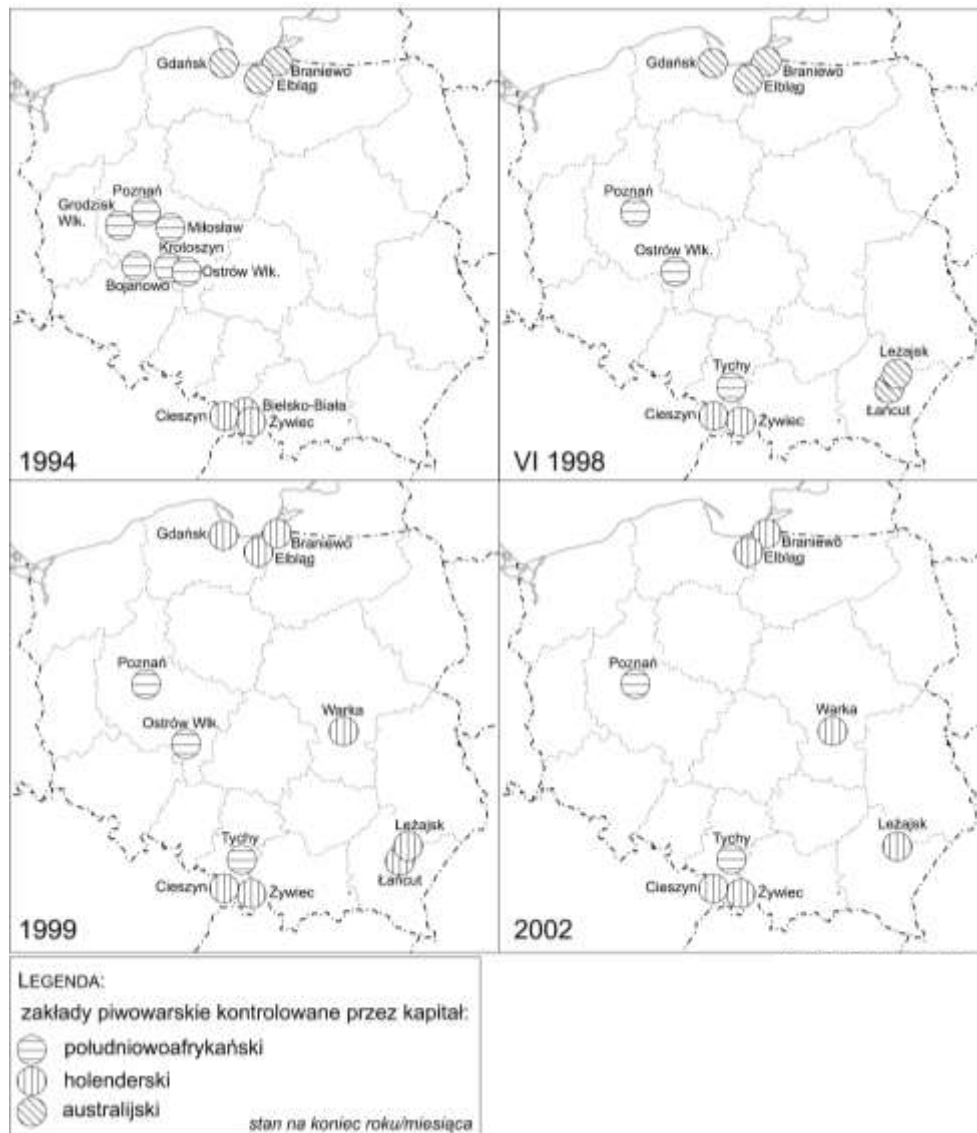 Gdańsk
Braniewo
Elbląg
Poznań
Grodzisk
Wlk.
Miłosław
Krotoszyn
Ostrów Wlk.
Bojanowo
Bielsko-Biała
Cieszyn
Żywiec
1994
Gdańsk
Braniewo
Elbląg
Poznań
Ostrów Wlk.
Leżajsk
Tychy
Łańcut
Cieszyn
Żywiec
VI 1998
Gdańsk
Braniewo
Elbląg
Poznań
Warka
Ostrów Wlk.
Leżajsk
Tychy
Łańcut
Cieszyn
Żywiec
1999
Braniewo
Elbląg
Poznań
Warka
Leżajsk
Tychy
Cieszyn
Żywiec
2002
LEGENDA:
zakłady piwowarskie kontrolowane przez kapitał:
południowoafrykański
holenderski
australijski
stan na koniec roku/miesiąca